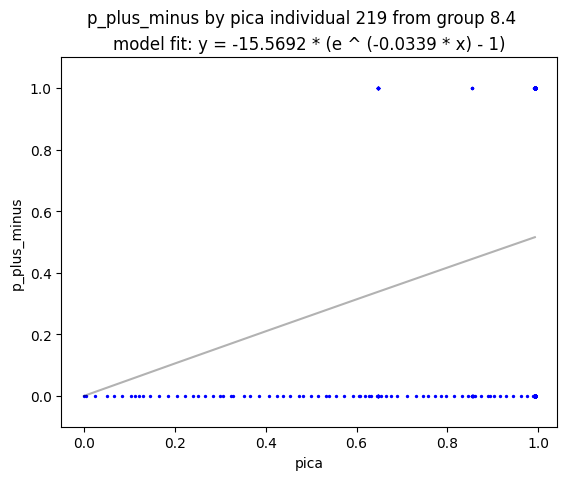 p_plus_minus by pica individual 219 from group 8.4
model fit: y = -15.5692 * (e ^ (-0.0339 * x) - 1)
1.0
0.8
0.6
0.4
0.2
0.0
p_plus_minus
0.0 0.2 0.4 0.6 0.8 1.0
pica